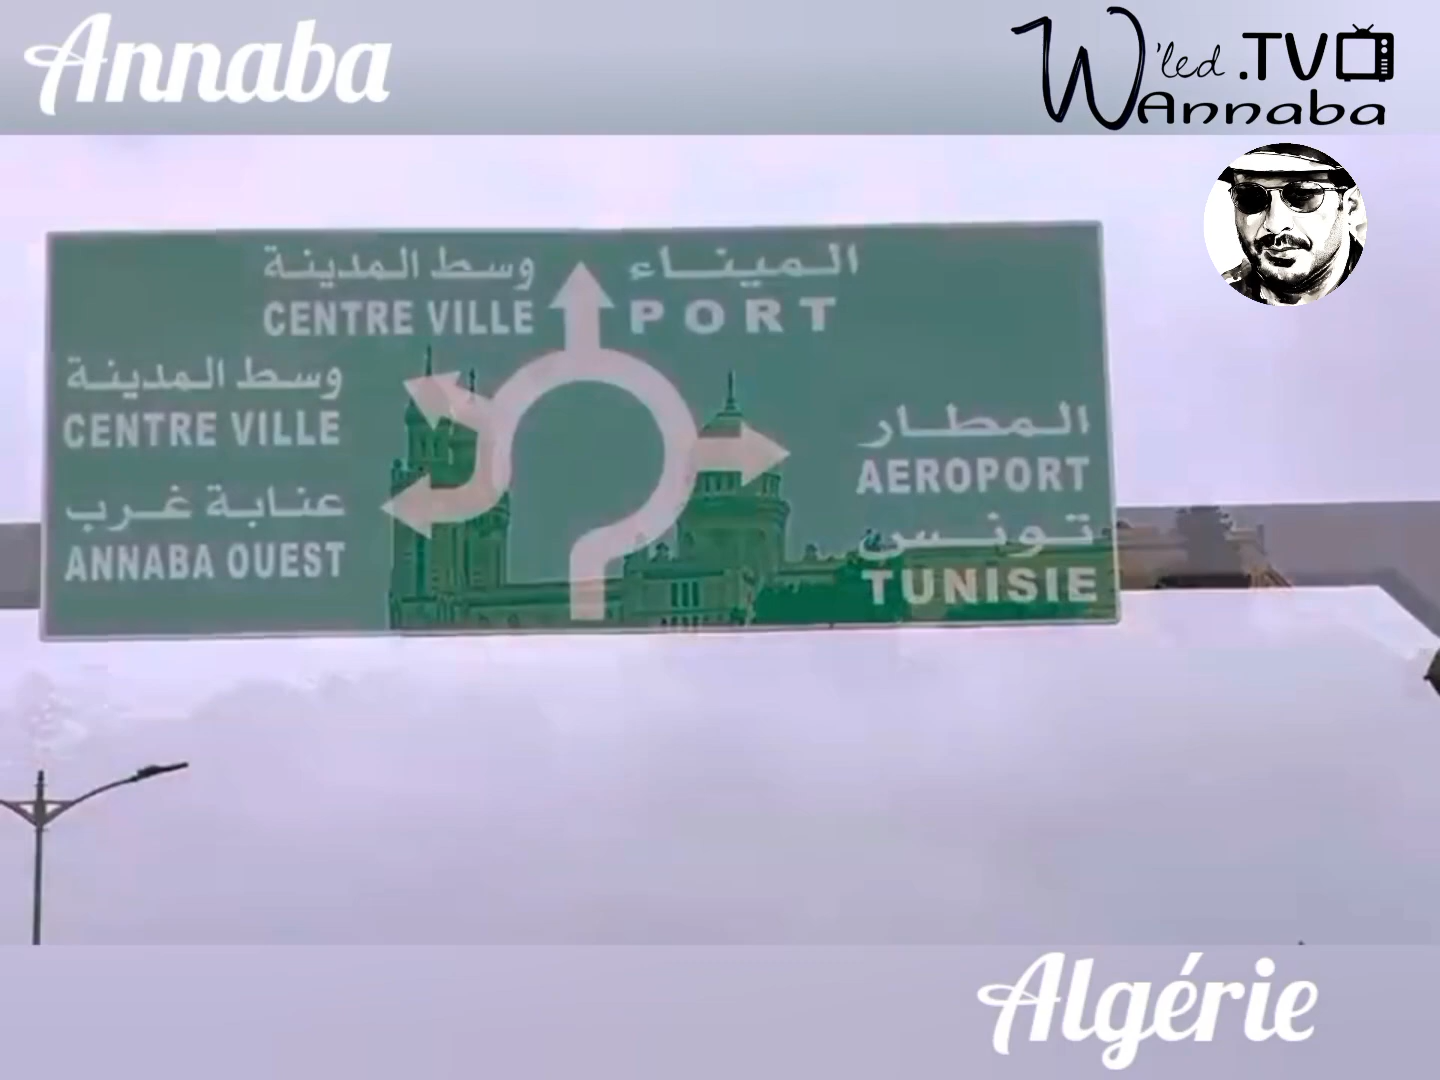 Annaba
W'led .TV
Annaba
وسط المدينة
CENTRE VILLE
الميناء
PORT
وسط المدينة
CENTRE VILLE
عنابة غرب
ANNABA OUEST
المطار
AEROPORT
تونس
TUNISIE
Algérie